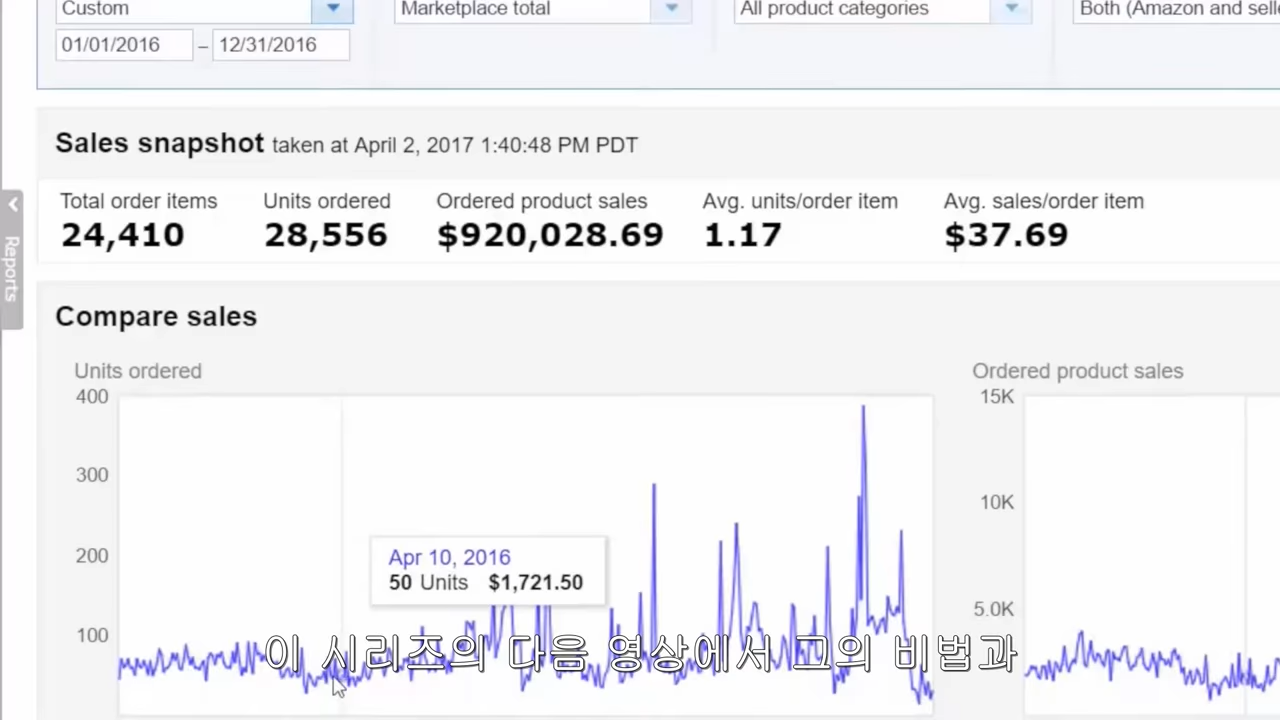 Custom Marketplace total All product categories Both (Amazon and sell
01/01/2016 – 12/31/2016
Sales snapshot taken at April 2, 2017 1:40:48 PM PDT
Total order items Units ordered Ordered product sales Avg. units/order item Avg. sales/order item
24,410 28,556 $920,028.69 1.17 $37.69
Reports
Compare sales
Units ordered
400
300
200
100
Apr 10, 2016
50 Units $1,721.50
Ordered product sales
15K
10K
5.0K
이 시리즈의 다음 영상에서 그의 비법과